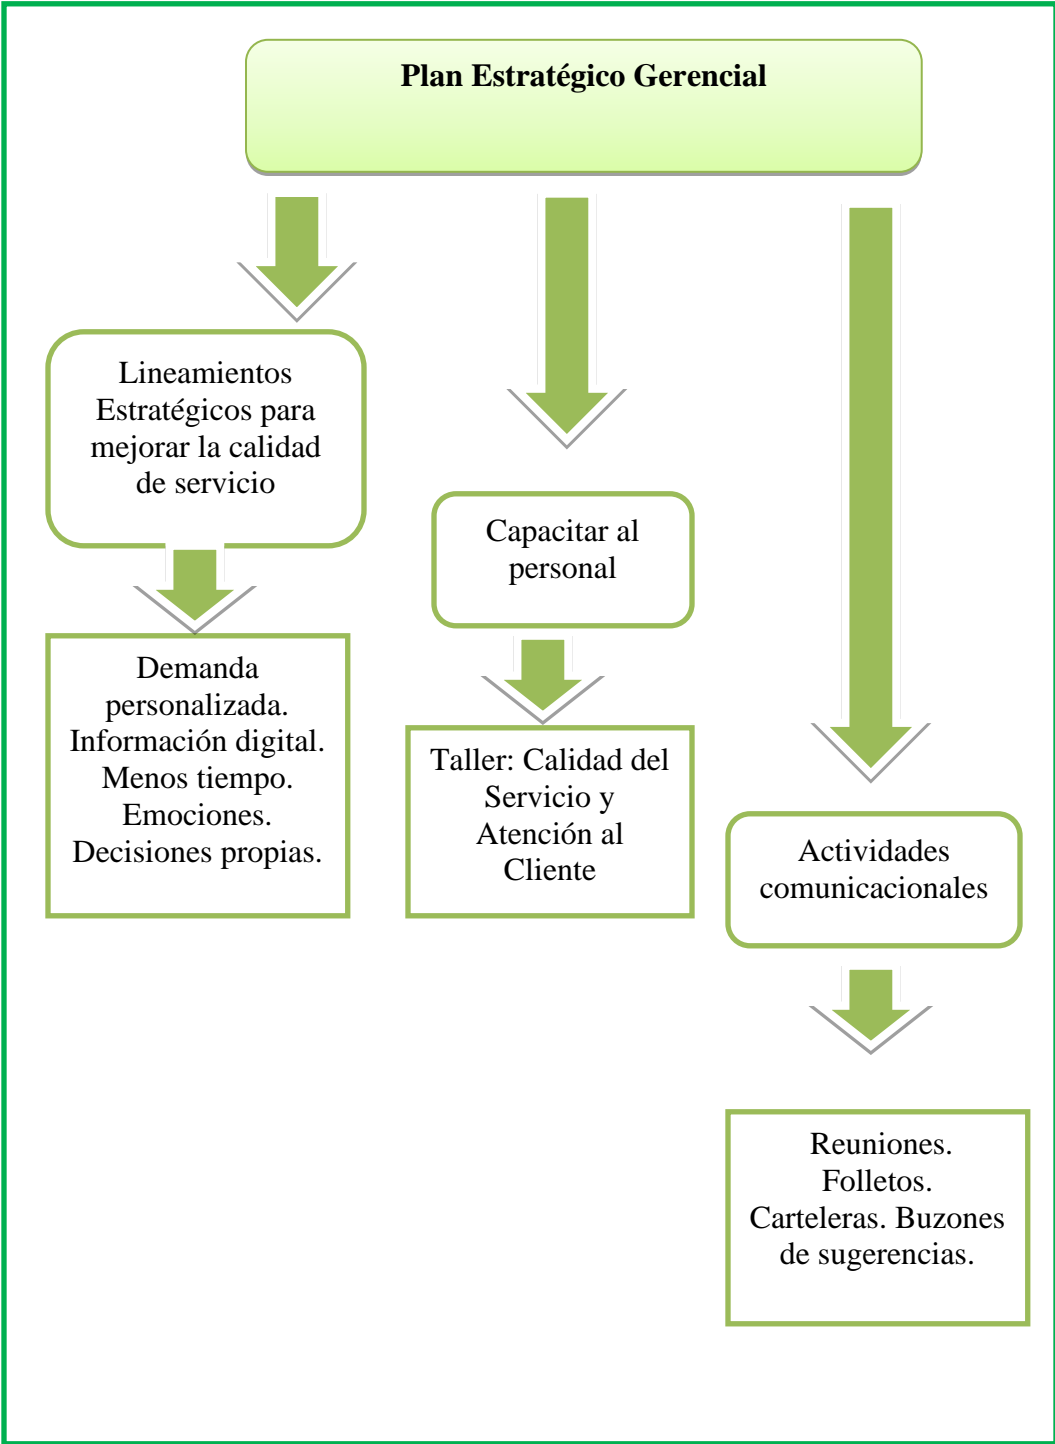 Plan Estratégico Gerencial
Lineamientos
Estratégicos para
mejorar la calidad
de servicio
Demanda
personalizada.
Información digital.
Menos tiempo.
Emociones.
Decisiones propias.
Capacitar al
personal
Taller: Calidad del
Servicio y
Atención al
Cliente
Actividades
comunicacionales
Reuniones.
Folletos.
Carteleras. Buzones
de sugerencias.